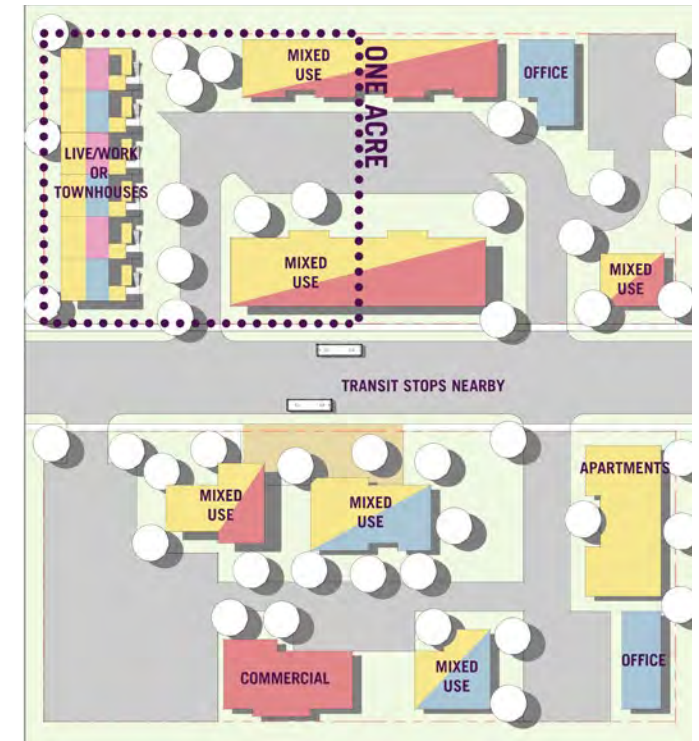 MIXED
USE
OFFICE
ONE ACRE
LIVE/WORK
OR
TOWNHOUSES
MIXED
USE
MIXED
USE
TRANSIT STOPS NEARBY
APARTMENTS
MIXED
USE
MIXED
USE
COMMERCIAL
MIXED
USE
OFFICE